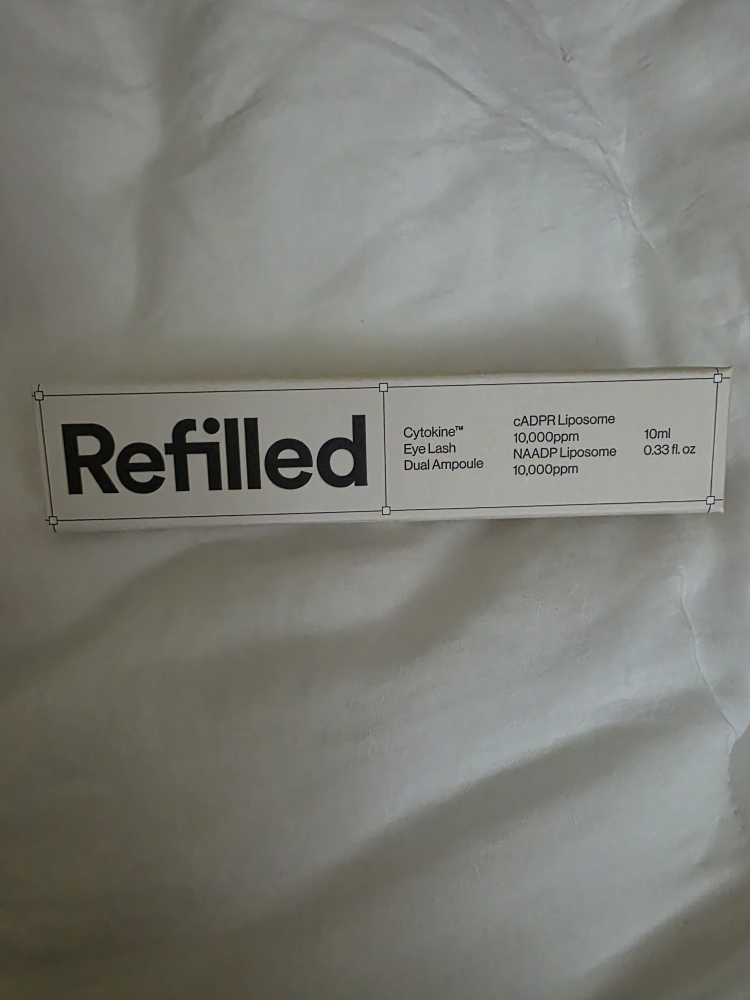 Refilled
Cytokine™
Eye Lash
Dual Ampoule
cADPR Liposome
10,000ppm
NAADP Liposome
10,000ppm
10ml
0.33 fl. oz